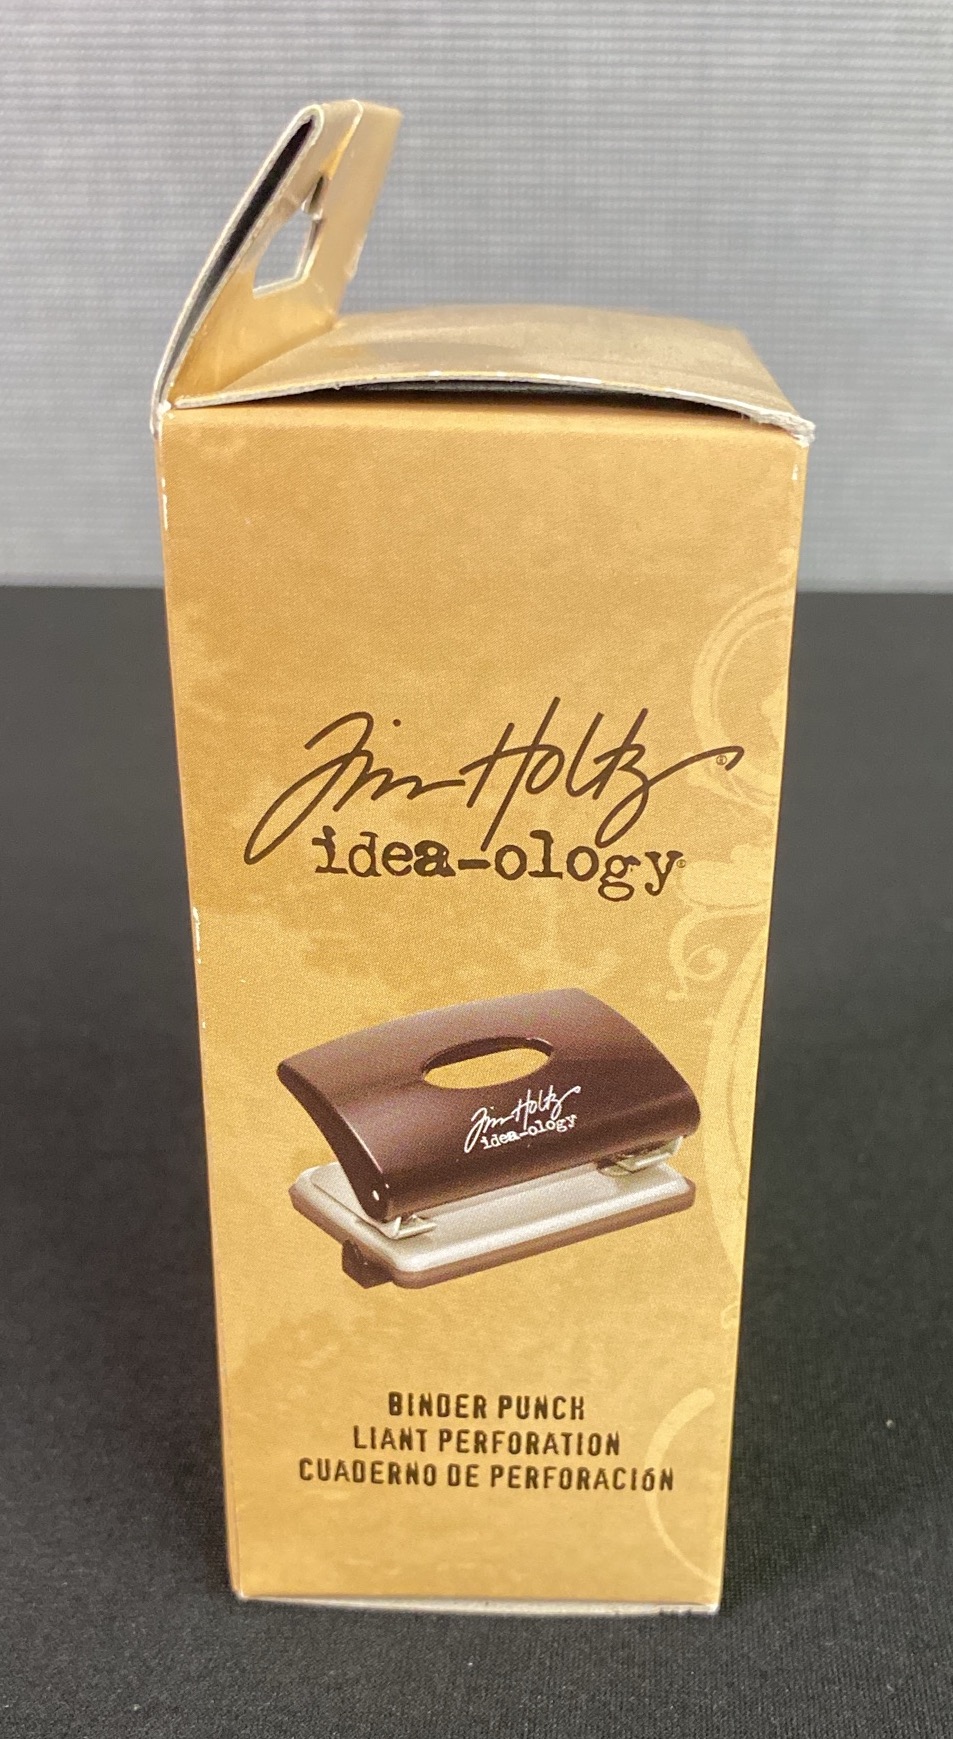 Tim Holtz®
idea-ology®
Tim Holtz
idea-ology
BINDER PUNCH
LIANT PERFORATION
CUADERNO DE PERFORACIÓN